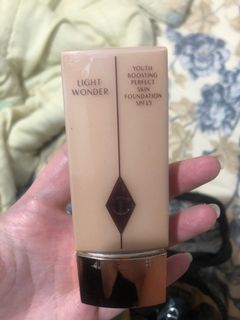 LIGHT
WONDER
YOUTH
BOOSTING
PERFECT
SKIN
FOUNDATION
SPF15